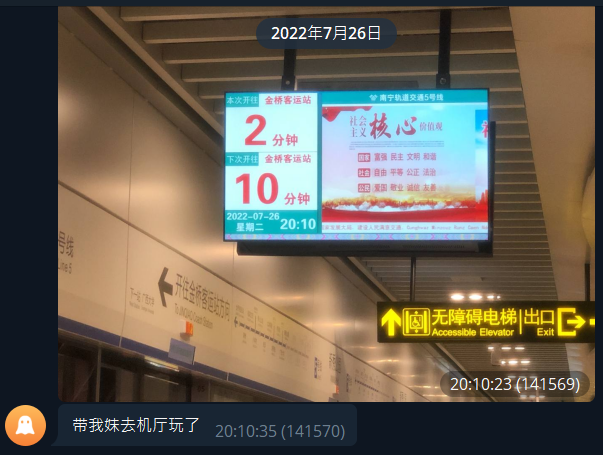 2022年7月26日
本次开往 金桥客运站
2 分钟
下次开往 金桥客运站
10 分钟
2022-07-26
星期二 20:10
南宁轨道交通5号线
社会主义核心价值观
国家 富强 民主 文明 和谐
社会 自由 平等 公正 法治
公民 爱国 敬业 诚信 友善
号线
Line 5
开往金桥客运站方向
无障碍电梯 出口
Accessible Elevator Exit
20:10:23 (141569)
带我妹去机厅玩了 20:10:35 (141570)